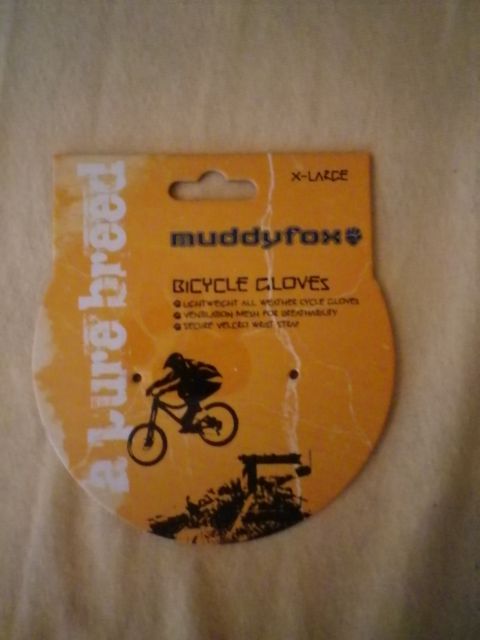 X-LARGE
muddyfox
BICYCLE GLOVES
LIGHTWEIGHT ALL WEATHER CYCLE GLOVES
VENTILATION MESH FOR BREATHABILITY
SECURE VELCRO WRIST STRAP
a pure breed